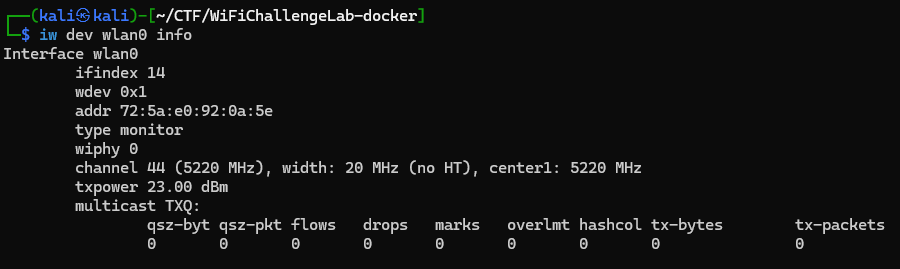 ┌──(kali㉿kali)-[~/CTF/WiFiChallengeLab-docker]
└─$ iw dev wlan0 info
Interface wlan0
ifindex 14
wdev 0x1
addr 72:5a:e0:92:0a:5e
type monitor
wiphy 0
channel 44 (5220 MHz), width: 20 MHz (no HT), center1: 5220 MHz
txpower 23.00 dBm
multicast TXQ:
qsz-byt qsz-pkt flows drops marks overlmt hashcol tx-bytes tx-packets
0 0 0 0 0 0 0 0 0